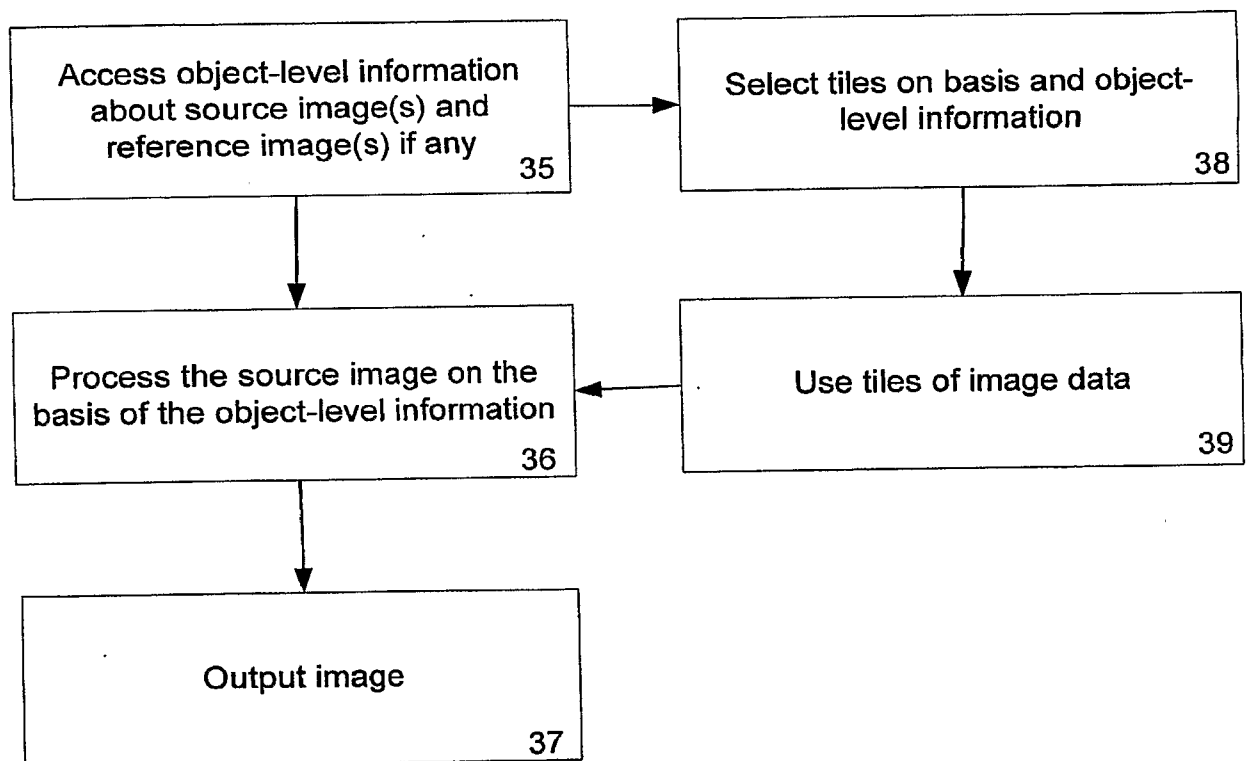 Access object-level information
about source image(s) and
reference image(s) if any
35
Select tiles on basis and object-
level information
38
Process the source image on the
basis of the object-level information
36
Use tiles of image data
39
Output image
37